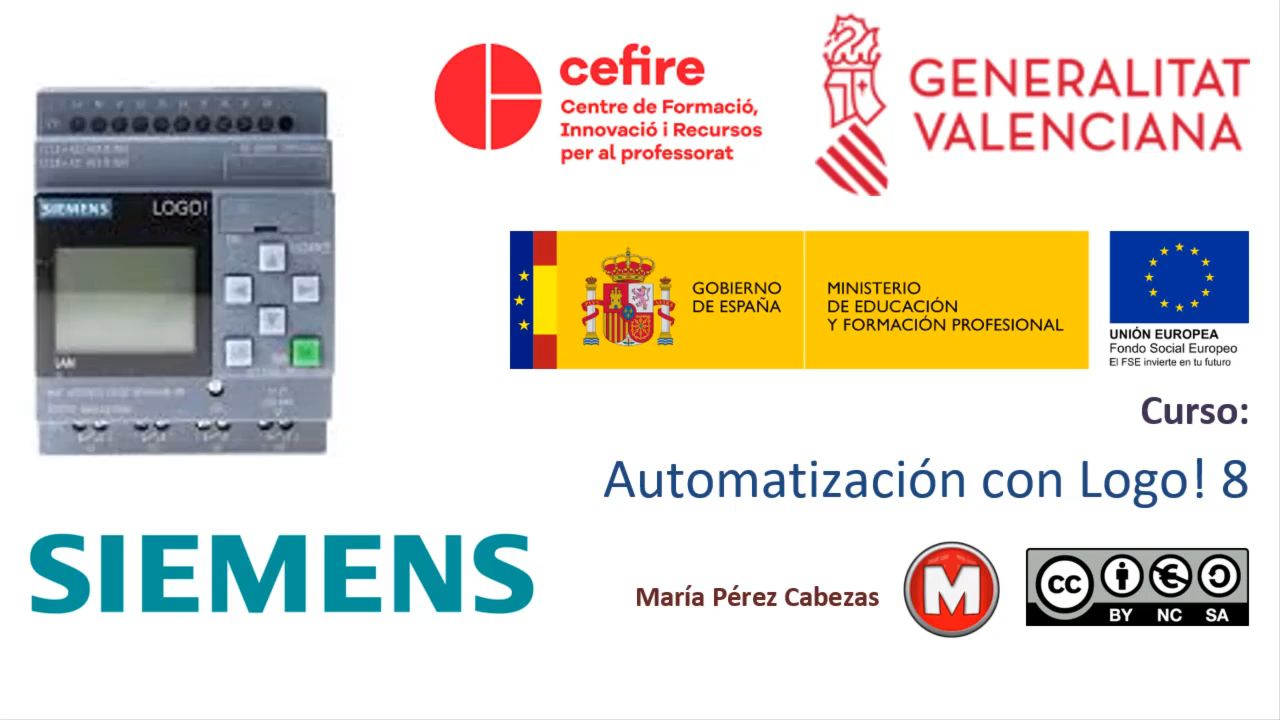 cefire
Centre de Formació,
Innovació i Recursos
per al professorat
GENERALITAT
VALENCIANA
SIEMENS LOGO!
LAN
GOBIERNO
DE ESPAÑA
MINISTERIO
DE EDUCACIÓN
Y FORMACIÓN PROFESIONAL
UNIÓN EUROPEA
Fondo Social Europeo
El FSE invierte en tu futuro
Curso:
Automatización con Logo! 8
SIEMENS
María Pérez Cabezas
M
cc
BY NC SA